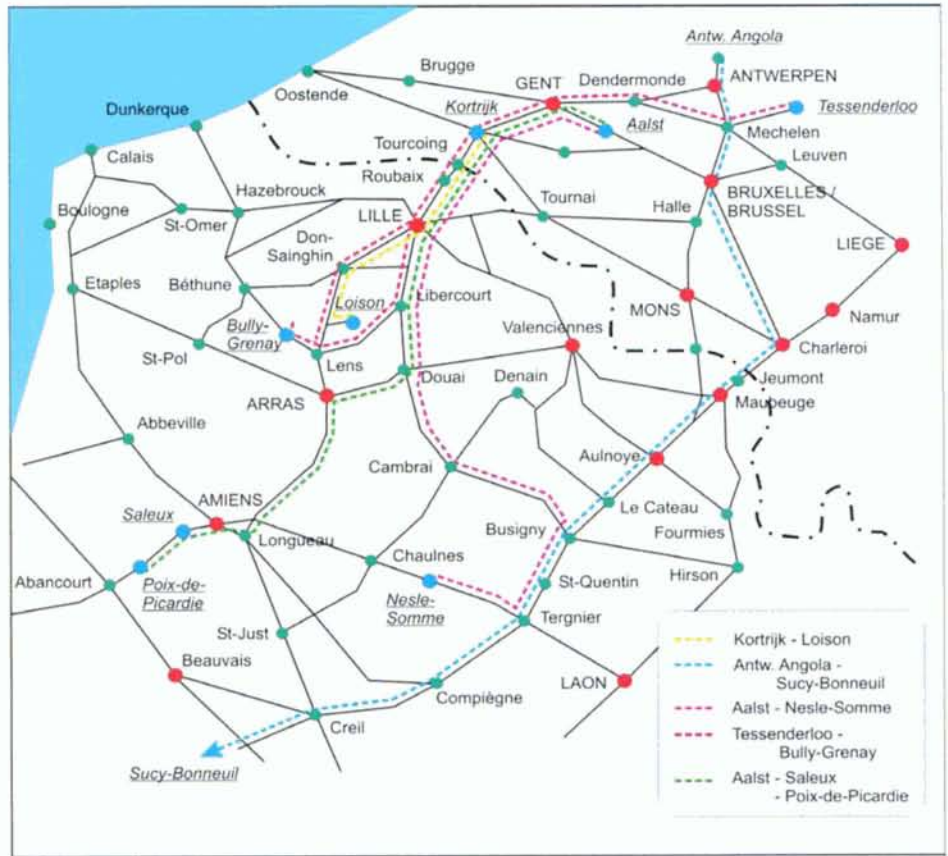 Antw. Angola
Brugge
GENT
Dendermonde
ANTWERPEN
Oostende
Kortrijk
Tessenderloo
Dunkerque
Aalst
Mechelen
Tourcoing
Calais
Leuven
Roubaix
Hazebrouck
Tournai
BRUXELLES /
BRUSSEL
Boulogne
St-Omer
LILLE
Halle
Don-
Sainghin
LIEGE
Etaples
Béthune
Loison
Libercourt
MONS
Namur
Bully-
Grenay
Valenciennes
St-Pol
Lens
Charleroi
Douai
Denain
Jeumont
ARRAS
Maubeuge
Abbeville
Cambrai
Aulnoye
AMIENS
Le Cateau
Saleux
Busigny
Fourmies
Longueau
Chaulnes
Abancourt
Poix-de-
Picardie
Nesle-
Somme
St-Quentin
Hirson
St-Just
Tergnier
Beauvais
LAON
Compiègne
Creil
Sucy-Bonneuil
Kortrijk - Loison
Antw. Angola -
Sucy-Bonneuil
Aalst - Nesle-Somme
Tessenderloo -
Bully-Grenay
Aalst - Saleux
- Poix-de-Picardie